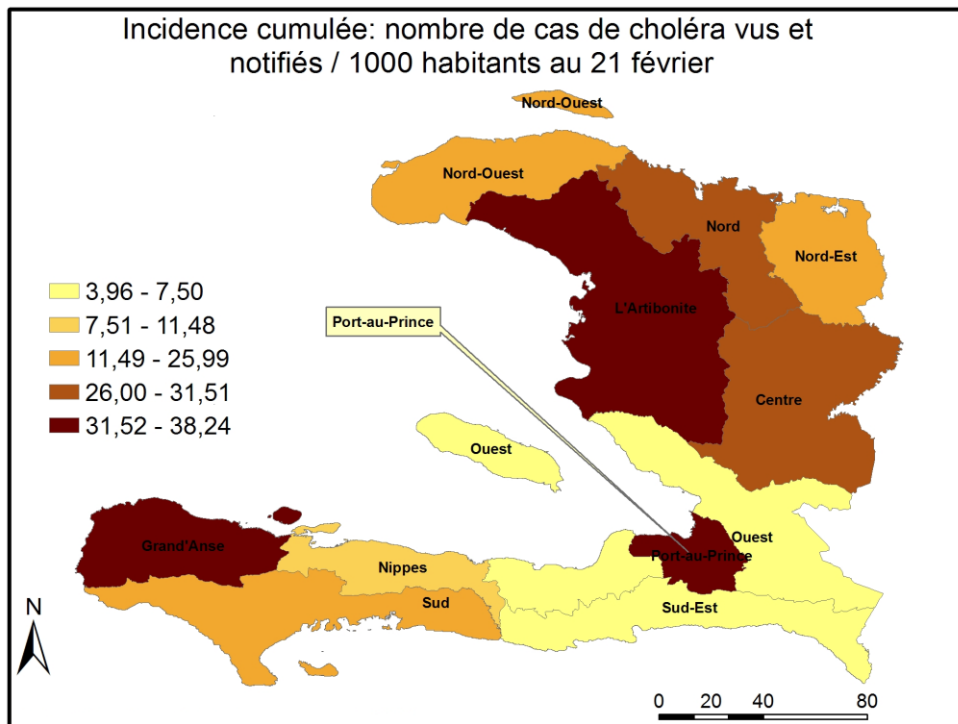 Incidence cumulée: nombre de cas de choléra vus et
notifiés / 1000 habitants au 21 février
Nord-Ouest
Nord-Ouest
Nord
Nord-Est
L'Artibonite
Centre
3,96 - 7,50
7,51 - 11,48
11,49 - 25,99
26,00 - 31,51
31,52 - 38,24
Port-au-Prince
Ouest
Ouest
Port-au-Prince
Grand'Anse
Nippes
Sud
Sud-Est
N
0 20 40 80